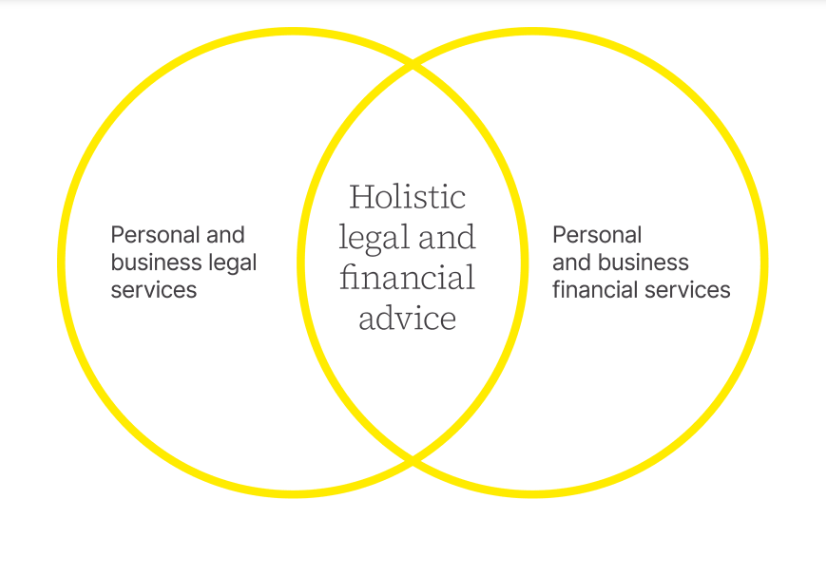 Personal and
business legal
services
Holistic
legal and
financial
advice
Personal
and business
financial services